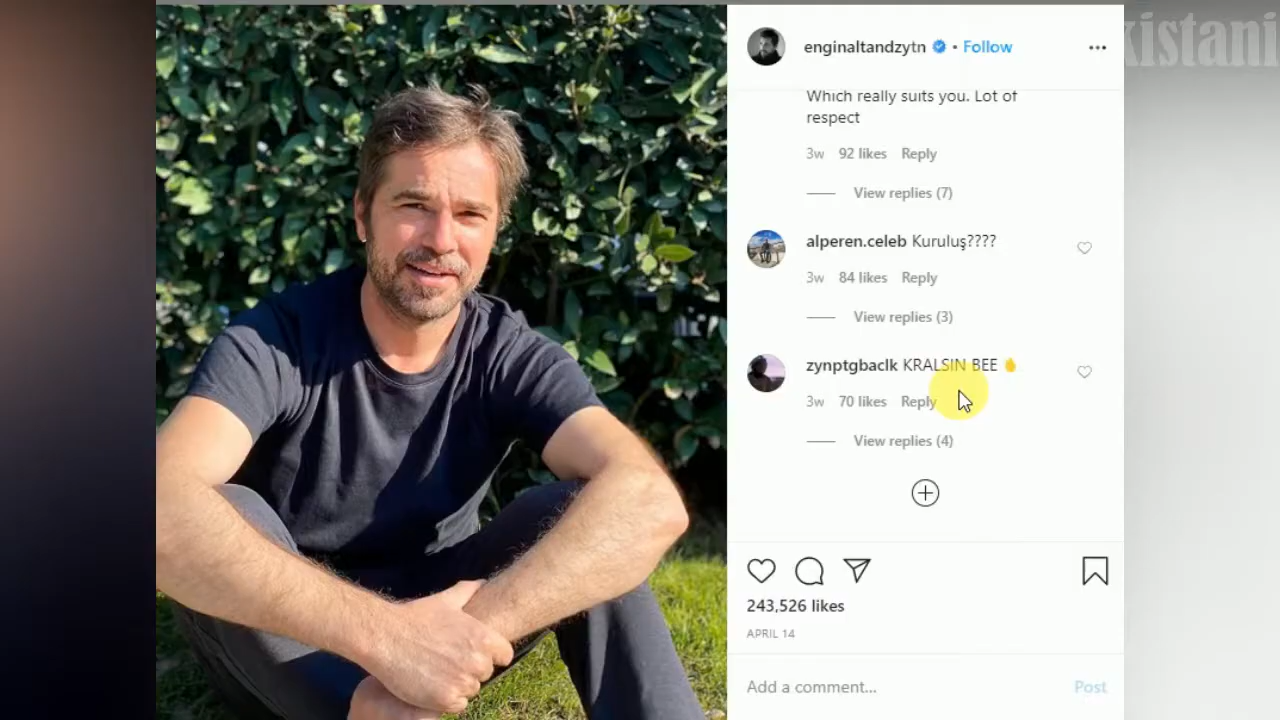 kistani
enginaltandzytn • Follow
Which really suits you. Lot of
respect
3w 92 likes Reply
View replies (7)
alperen.celeb Kuruluş????
3w 84 likes Reply
View replies (3)
zynptgbaclk KRALSIN BEE
3w 70 likes Reply
View replies (4)
243,526 likes
APRIL 14
Add a comment... Post